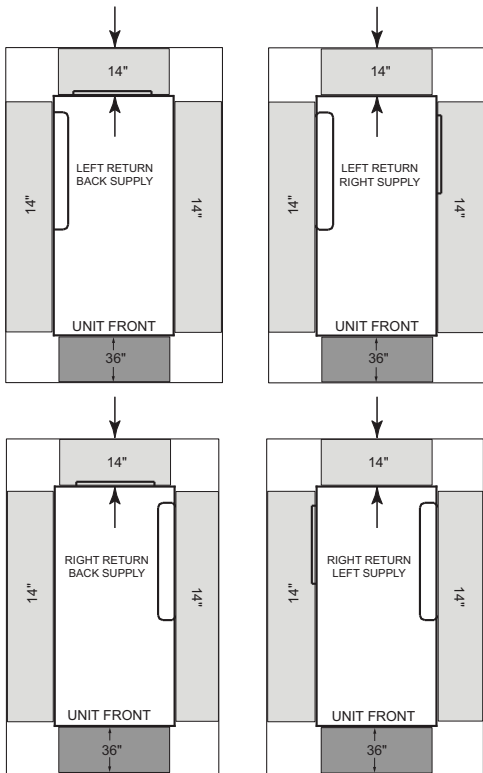 14"
14"
LEFT RETURN
BACK SUPPLY
14"
UNIT FRONT
36"
14"
14"
LEFT RETURN
RIGHT SUPPLY
14"
UNIT FRONT
36"
14"
14"
RIGHT RETURN
BACK SUPPLY
14"
UNIT FRONT
36"
14"
14"
RIGHT RETURN
LEFT SUPPLY
14"
UNIT FRONT
36"